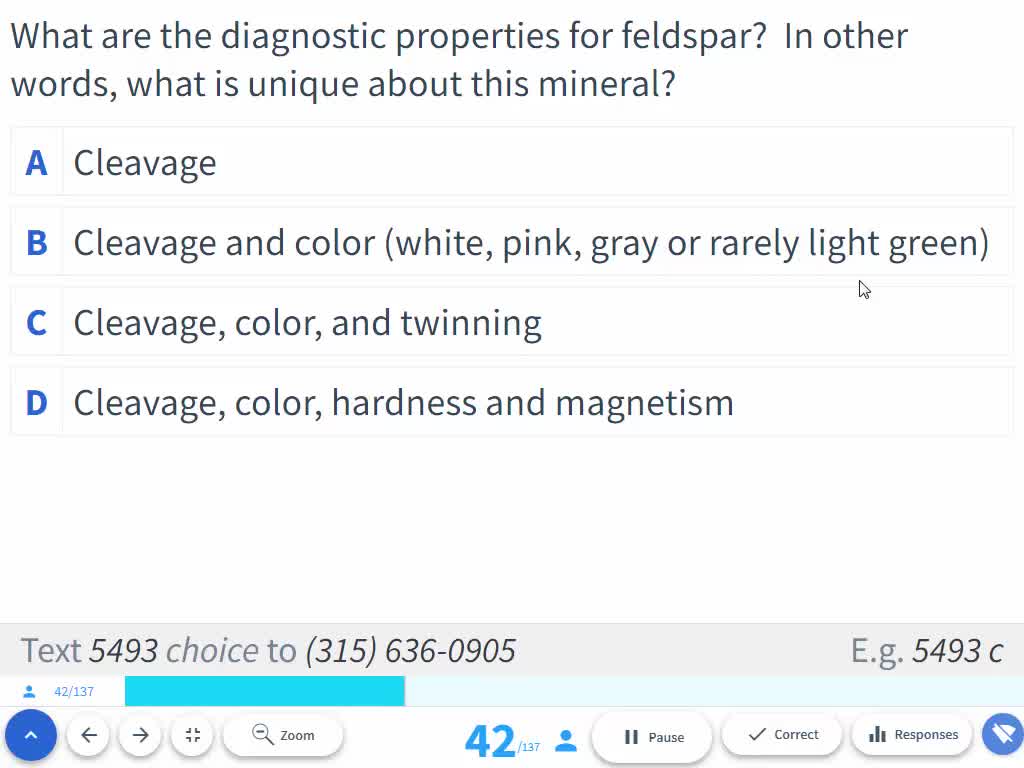 What are the diagnostic properties for feldspar?  In other
words, what is unique about this mineral?
A Cleavage
B Cleavage and color (white, pink, gray or rarely light green)
C Cleavage, color, and twinning
D Cleavage, color, hardness and magnetism
Text 5493 choice to (315) 636-0905 E.g. 5493 c
42/137
Zoom 42/137 Pause Correct Responses